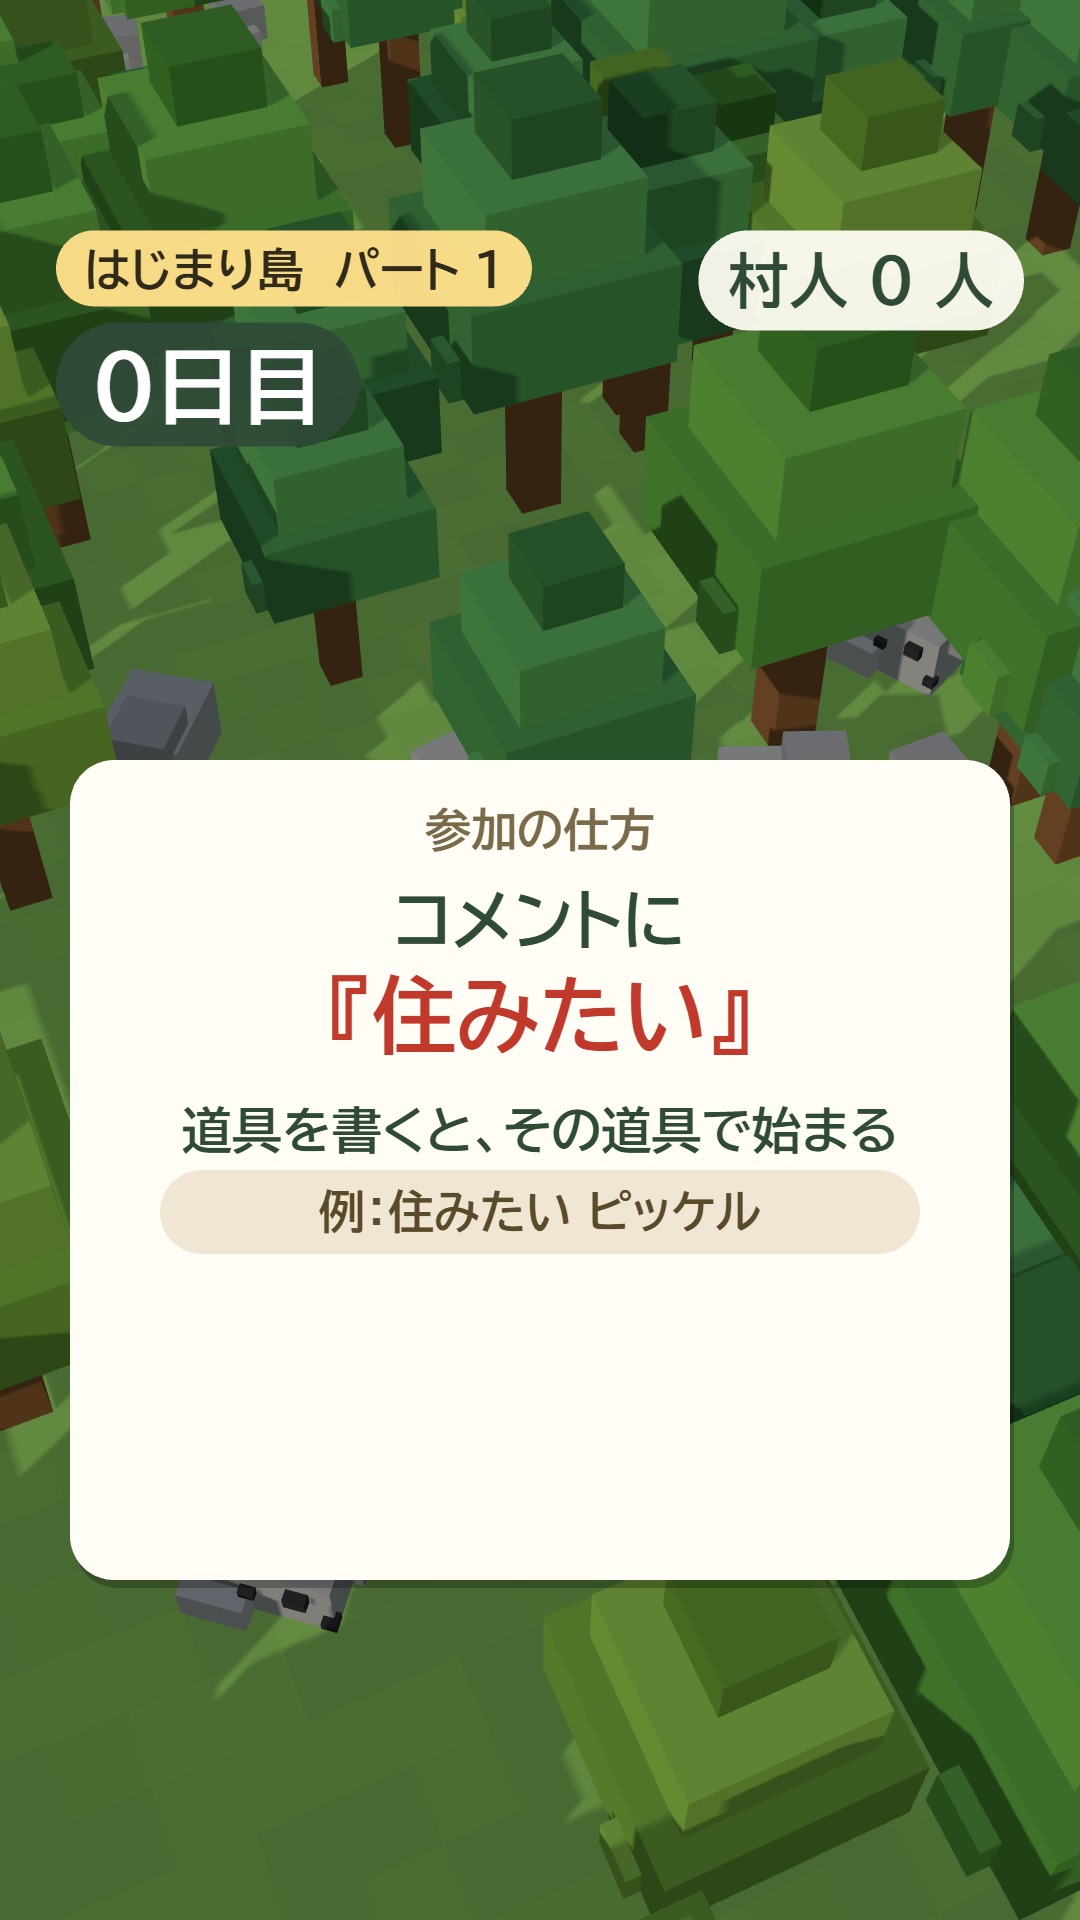 はじまり島 パート 1
村人 0 人
0日目
参加の仕方
コメントに
『住みたい』
道具を書くと、その道具で始まる
例：住みたい ピッケル